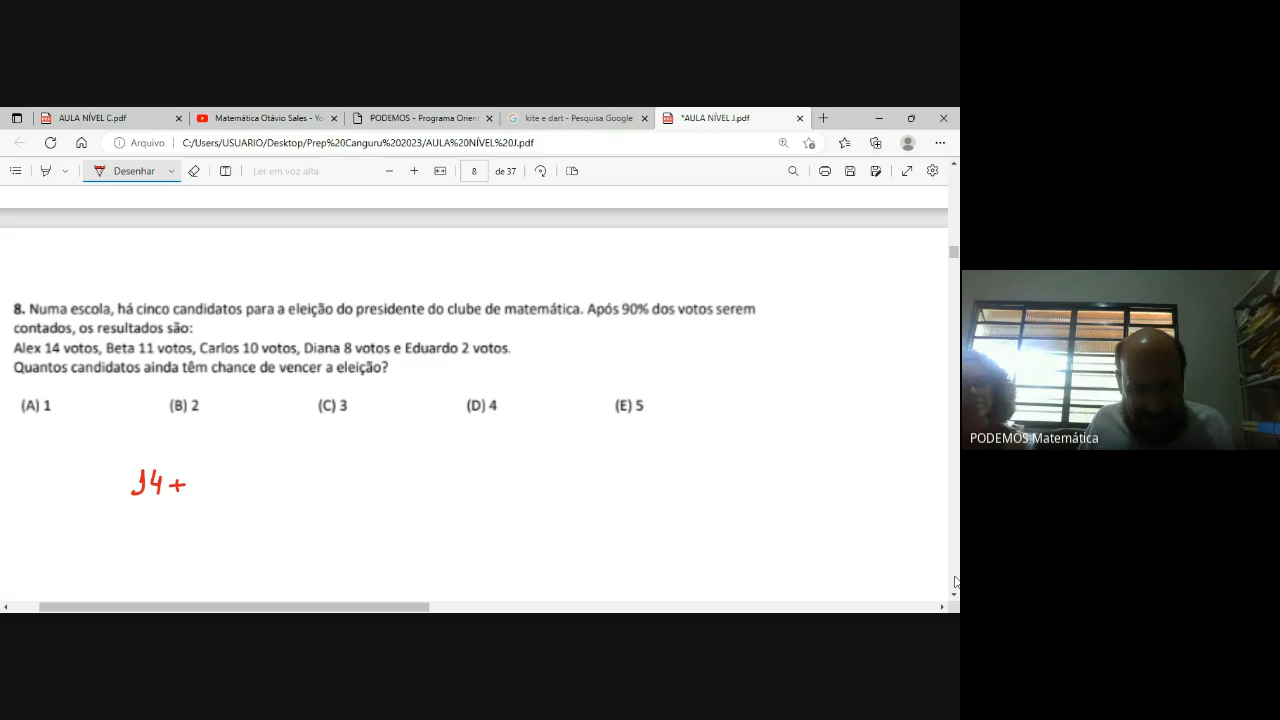 AULA NÍVEL C.pdf
Matemática Otávio Sales - Yo
PODEMOS - Programa Orien
kite e dart - Pesquisa Google
*AULA NÍVEL J.pdf
Arquivo C:/Users/USUARIO/Desktop/Prep%20Canguru%202023/AULA%20NÍVEL%20J.pdf
Desenhar
Ler em voz alta
8 de 37
8. Numa escola, há cinco candidatos para a eleição do presidente do clube de matemática. Após 90% dos votos serem
contados, os resultados são:
Alex 14 votos, Beta 11 votos, Carlos 10 votos, Diana 8 votos e Eduardo 2 votos.
Quantos candidatos ainda têm chance de vencer a eleição?
(A) 1 (B) 2 (C) 3 (D) 4 (E) 5
14 +
PODEMOS Matemática